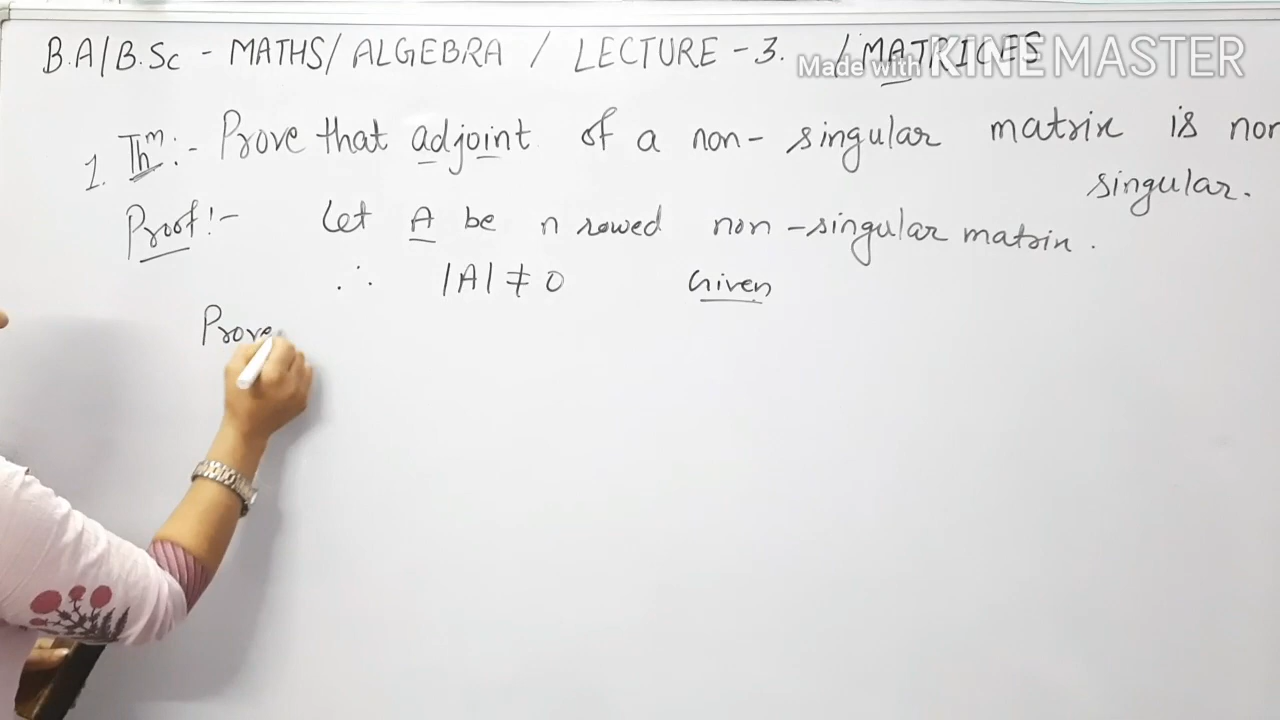 B.A/B.Sc - MATHS/ ALGEBRA / LECTURE - 3. / MATRICES
Made with KINEMASTER
1. Thm:- Prove that adjoint of a non- singular matrix is non
singular.
Proof:- Let A be n rowed non-singular matrix.
∴ |A| ≠ 0 Given
Prove